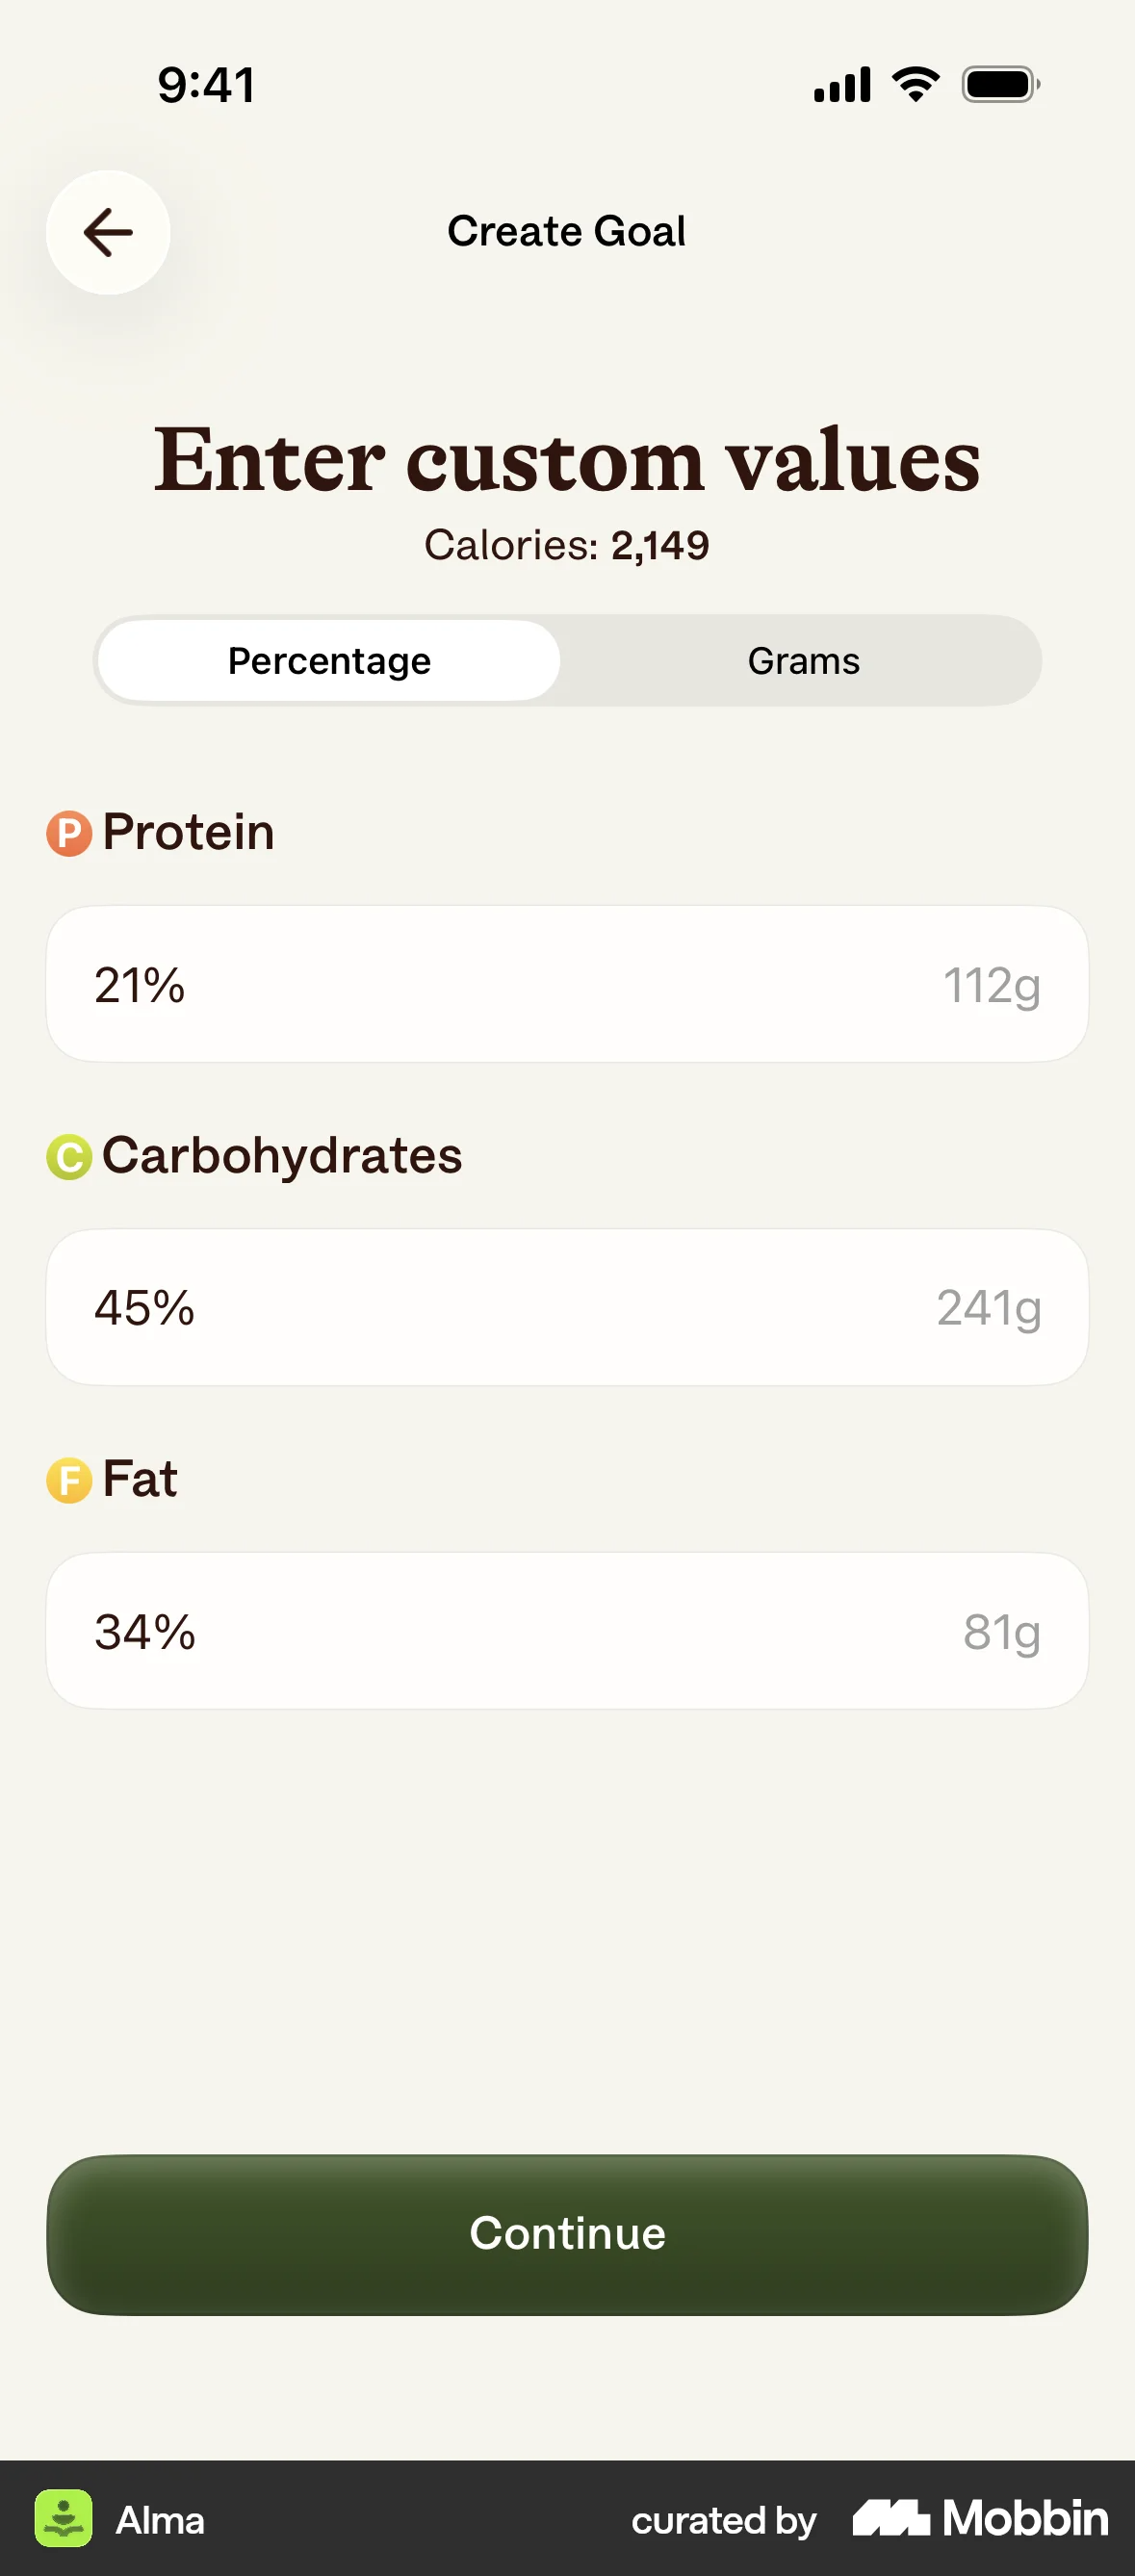 9:41
Create Goal
Enter custom values
Calories: 2,149
Percentage Grams
P Protein
21% 112g
C Carbohydrates
45% 241g
F Fat
34% 81g
Continue
Alma curated by Mobbin